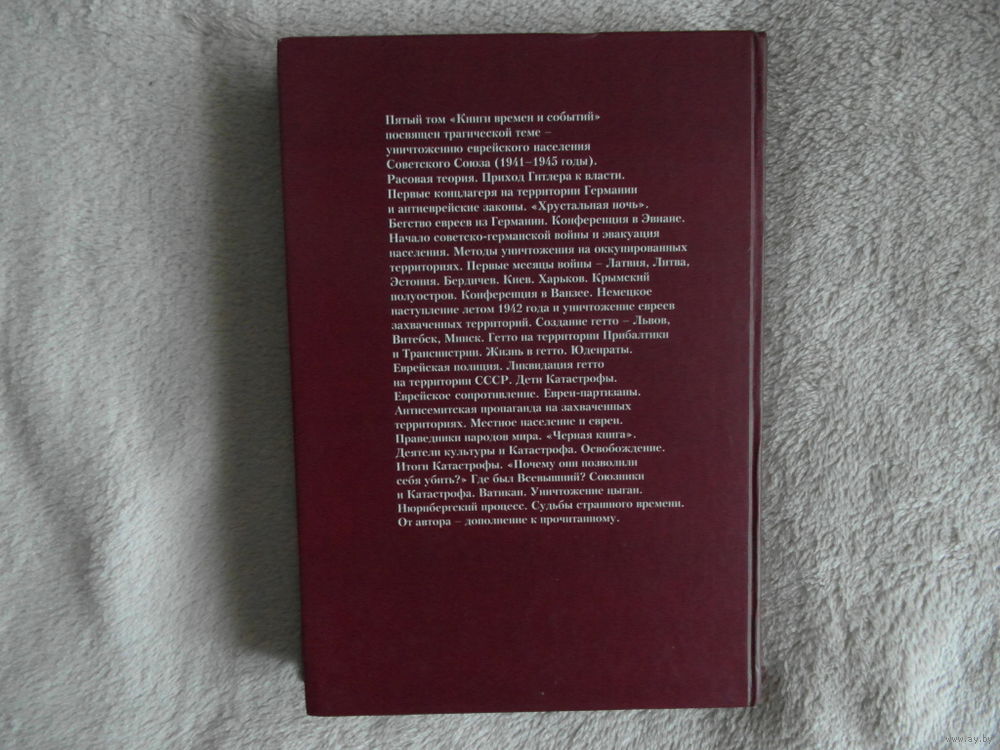 Пятый том «Книги времен и событий»
посвящен трагической теме –
уничтожению еврейского населения
Советского Союза (1941–1945 годы).
Расовая теория. Приход Гитлера к власти.
Первые концлагеря на территории Германии
и антиеврейские законы. «Хрустальная ночь».
Бегство евреев из Германии. Конференция в Эвиане.
Начало советско-германской войны и эвакуация
населения. Методы уничтожения на оккупированных
территориях. Первые месяцы войны – Латвия, Литва,
Эстония. Бердичев. Киев. Харьков. Крымский
полуостров. Конференция в Ванзее. Немецкое
наступление летом 1942 года и уничтожение евреев
захваченных территорий. Создание гетто – Львов,
Витебск, Минск. Гетто на территории Прибалтики
и Транснистрии. Жизнь в гетто. Юденраты.
Еврейская полиция. Ликвидация гетто
на территории СССР. Дети Катастрофы.
Еврейское сопротивление. Евреи-партизаны.
Антисемитская пропаганда на захваченных
территориях. Местное население и евреи.
Праведники народов мира. «Черная книга».
Деятели культуры и Катастрофа. Освобождение.
Итоги Катастрофы. «Почему они позволили
себя убить?» Где был Всевышний? Союзники
и Катастрофа. Ватикан. Уничтожение цыган.
Нюрнбергский процесс. Судьбы страшного времени.
От автора – дополнение к прочитанному.
www.ay.by